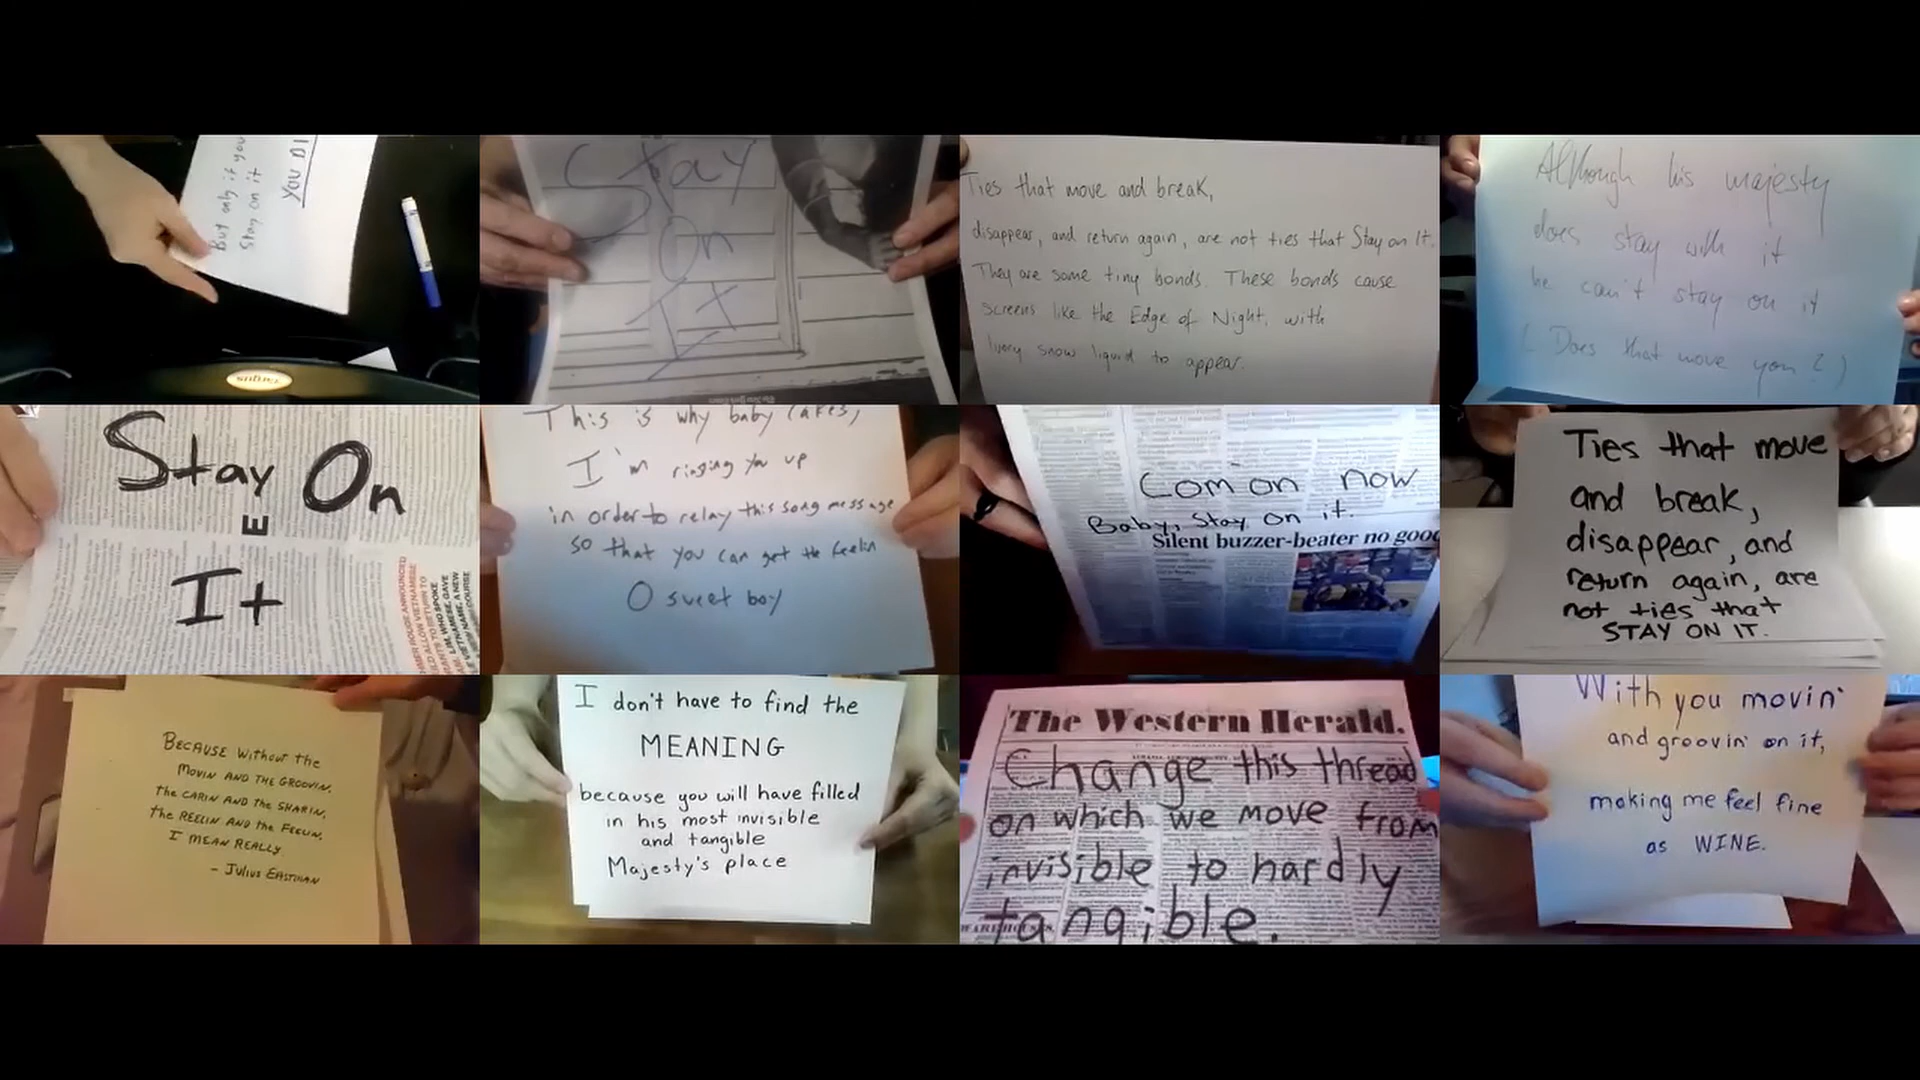 But only if you
Stay on it
YOU DI
Stay
On
It
Ties that move and break,
disappear, and return again, are not ties that Stay on It.
They are some tiny bonds. These bonds cause
screens like the Edge of Night, with
Ivory snow liquid to appear.
Although his majesty
does stay with it
he can't stay on it
(Does that move you?)
Stay On
E
It
This is why baby cakes,
I'm ringing you up
in order to relay this song message
so that you can get the feelin
O sweet boy
Com'on now
Baby, stay on it.
Silent buzzer-beater no good
Ties that move
and break,
disappear, and
return again, are
not ties that
STAY ON IT.
BECAUSE WITHOUT the
MOVIN AND THE GROOVIN,
the CARIN AND the SHARIN,
the REELIN AND the FEELIN,
I MEAN REALLY.
- JULIUS EASTMAN
I don't have to find the
MEANING
because you will have filled
in his most invisible
and tangible
Majesty's place
The Western Herald.
Change this thread
on which we move from
invisible to hardly
tangible.
With you movin'
and groovin' on it,
making me feel fine
as WINE.